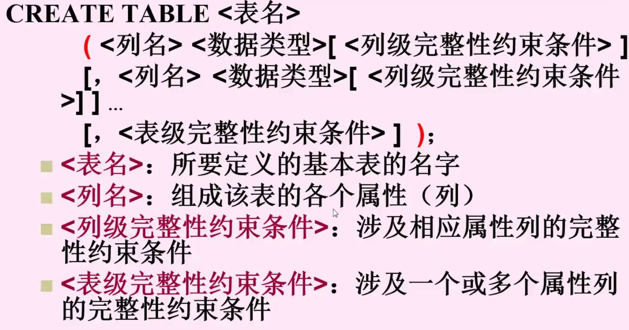 CREATE TABLE <表名>
( <列名> <数据类型>[ <列级完整性约束条件> ]
[, <列名> <数据类型>[ <列级完整性约束条件
>] ] ...
[, <表级完整性约束条件> ] );
<表名>：所要定义的基本表的名字
<列名>：组成该表的各个属性（列）
<列级完整性约束条件>：涉及相应属性列的完整
性约束条件
<表级完整性约束条件>：涉及一个或多个属性列
的完整性约束条件